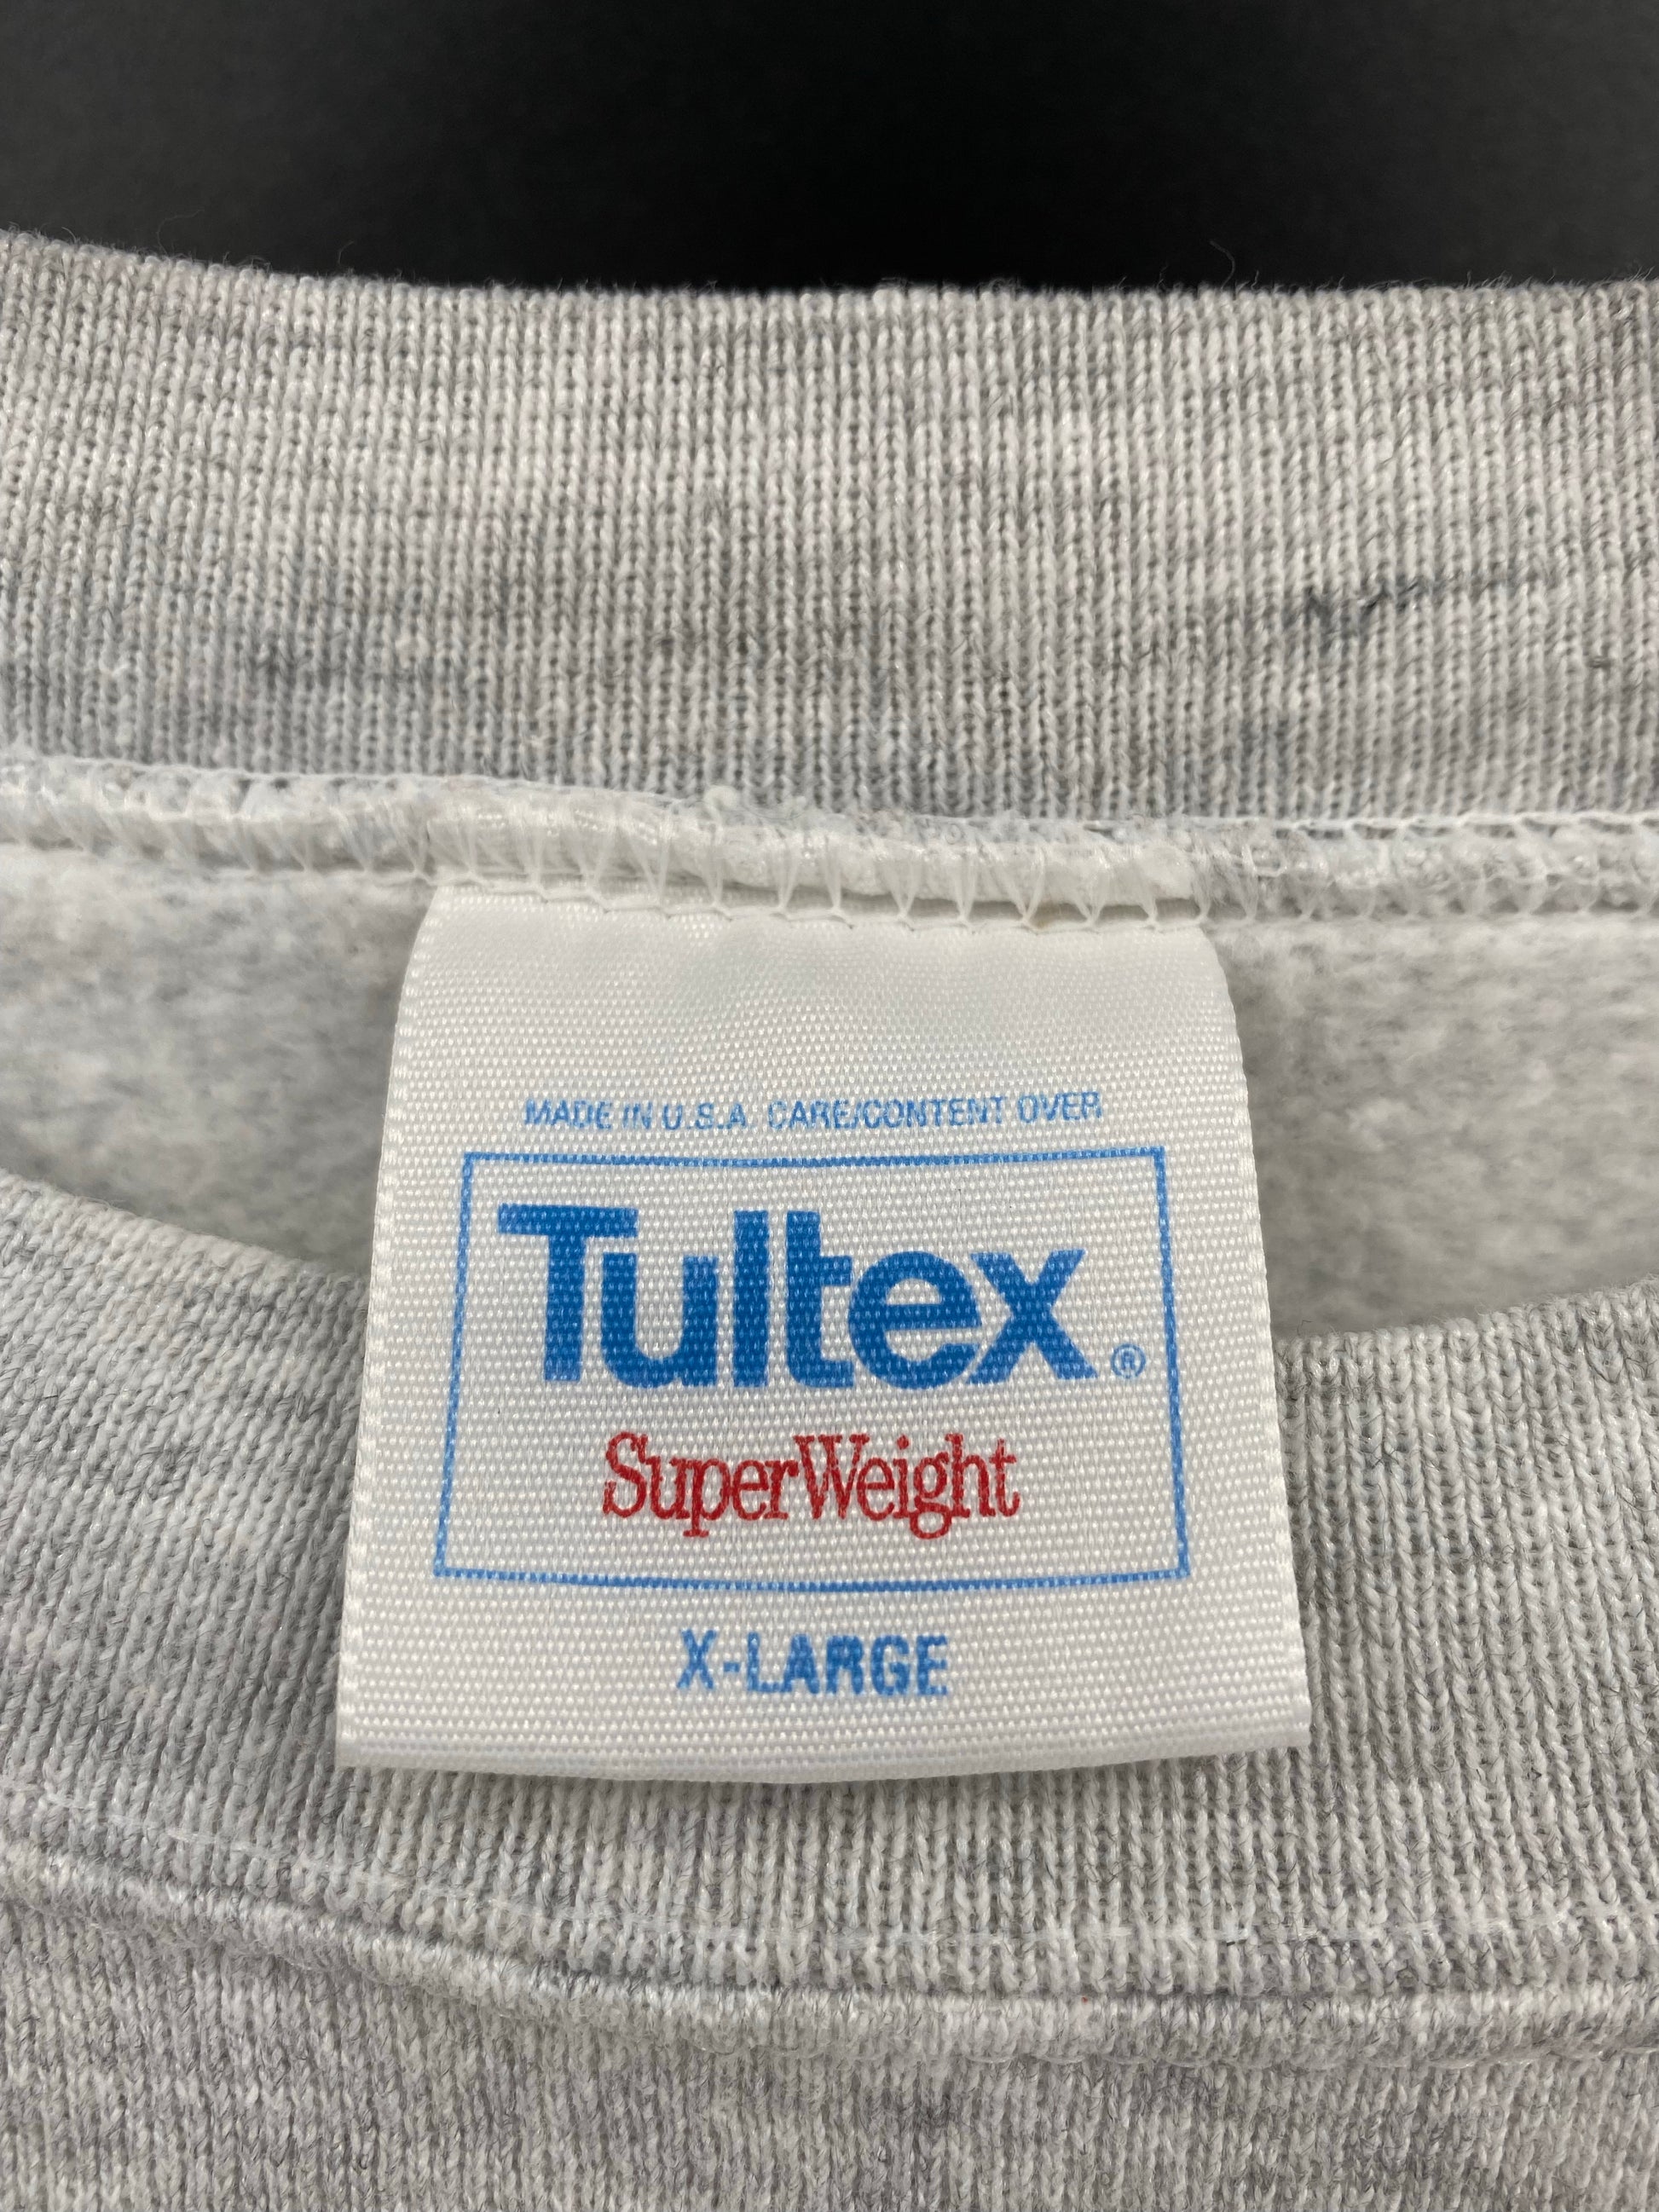 MADE IN U.S.A CARE/CONTENT OVER
Tultex®
SuperWeight
X-LARGE